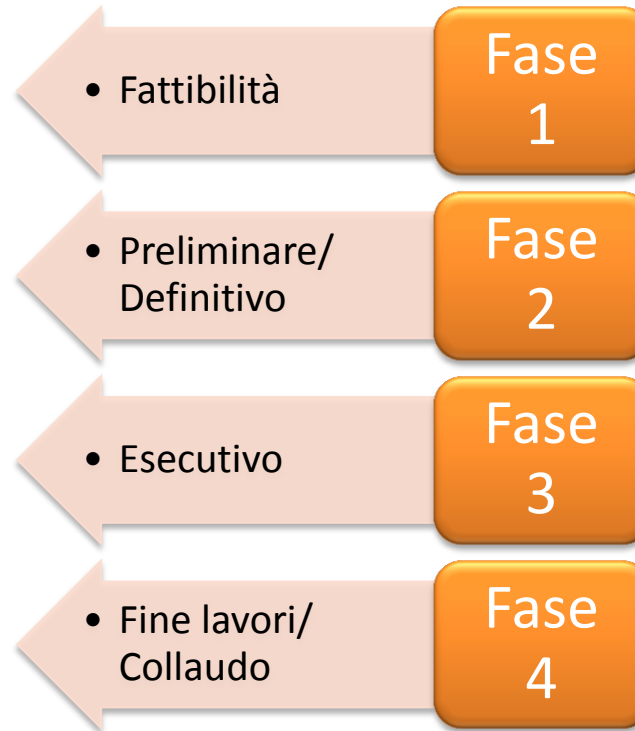 • Fattibilità
Fase
1
• Preliminare/
Definitivo
Fase
2
• Esecutivo
Fase
3
• Fine lavori/
Collaudo
Fase
4